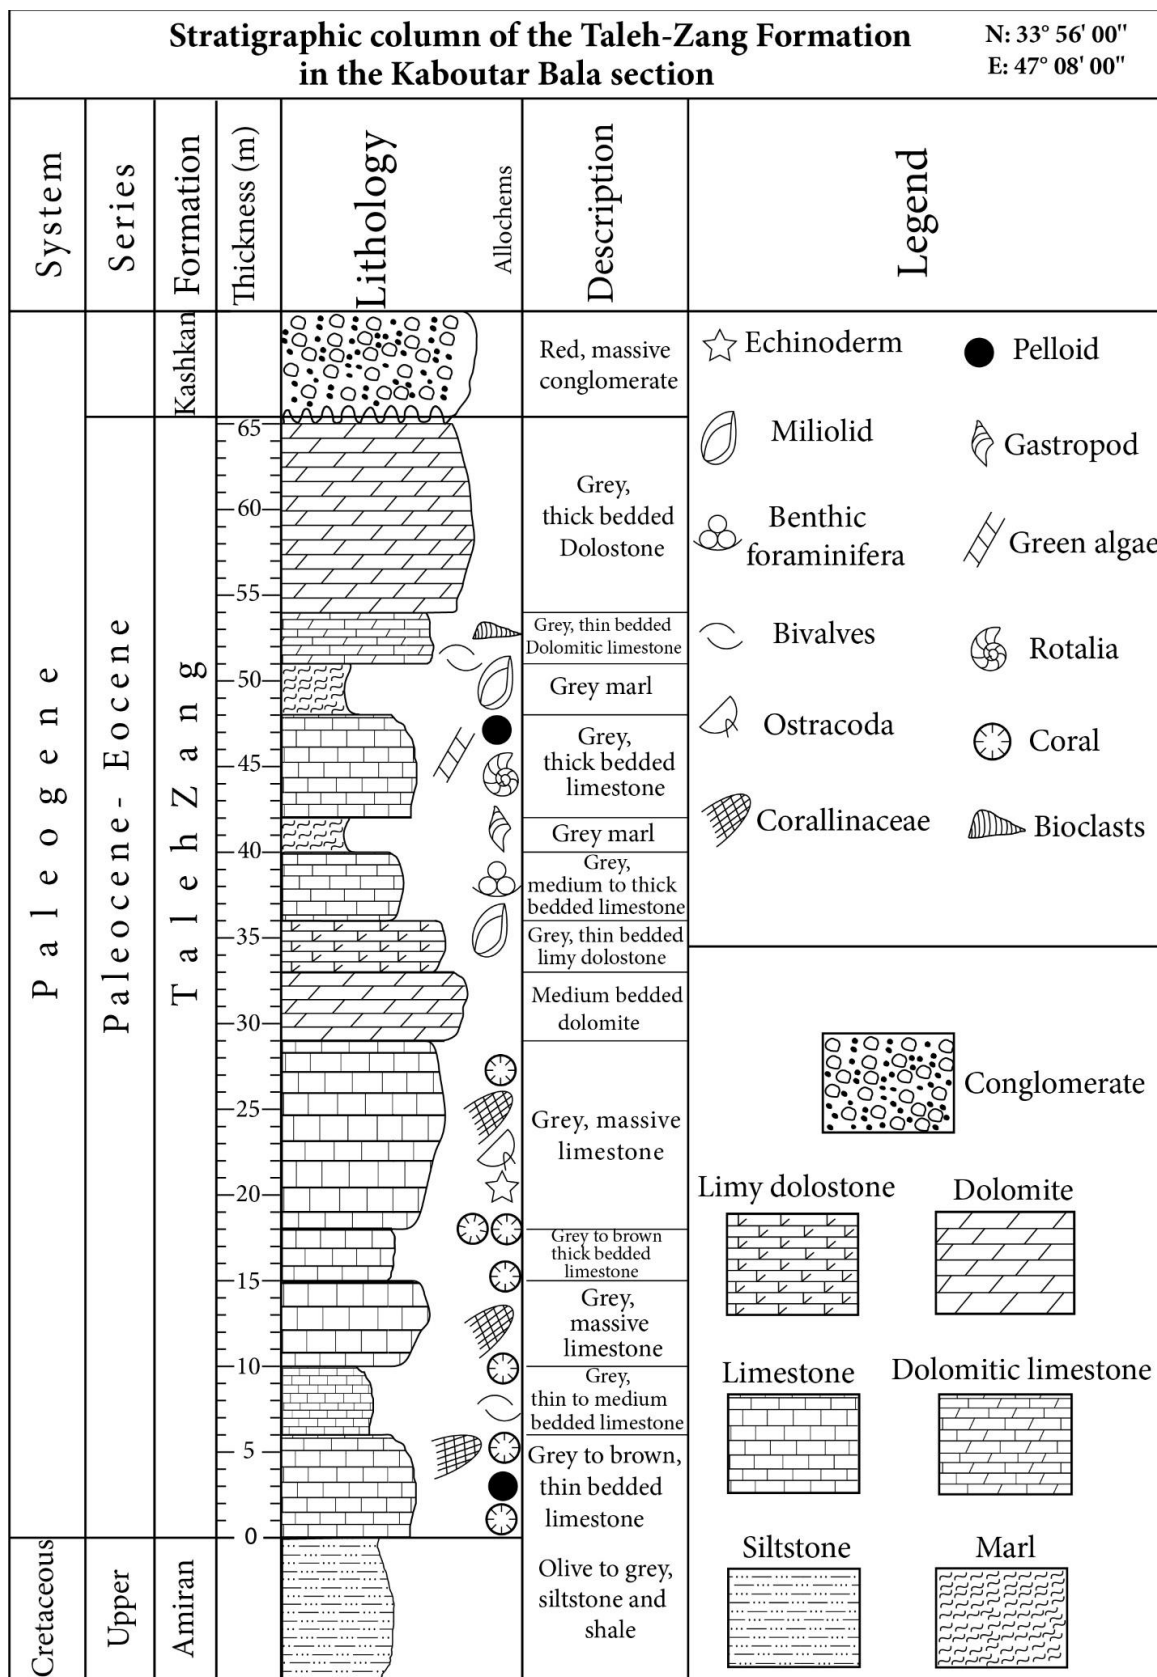 Stratigraphic column of the Taleh-Zang Formation
in the Kaboutar Bala section
N: 33° 56' 00"
E: 47° 08' 00"
System
Series
Formation
Thickness (m)
Lithology
Allochems
Description
Legend
Paleogene
Cretaceous
Paleocene- Eocene
Upper
Kashkan
Taleh Zang
Amiran
65
60
55
50
45
40
35
30
25
20
15
10
5
0
Red, massive
conglomerate
Grey,
thick bedded
Dolostone
Grey, thin bedded
Dolomitic limestone
Grey marl
Grey,
thick bedded
limestone
Grey marl
Grey,
medium to thick
bedded limestone
Grey, thin bedded
limy dolostone
Medium bedded
dolomite
Grey, massive
limestone
Grey to brown
thick bedded
limestone
Grey,
massive
limestone
Grey,
thin to medium
bedded limestone
Grey to brown,
thin bedded
limestone
Olive to grey,
siltstone and
shale
Echinoderm
Pelloid
Miliolid
Gastropod
Benthic
foraminifera
Green algae
Bivalves
Rotalia
Ostracoda
Coral
Corallinaceae
Bioclasts
Conglomerate
Limy dolostone
Dolomite
Limestone
Dolomitic limestone
Siltstone
Marl